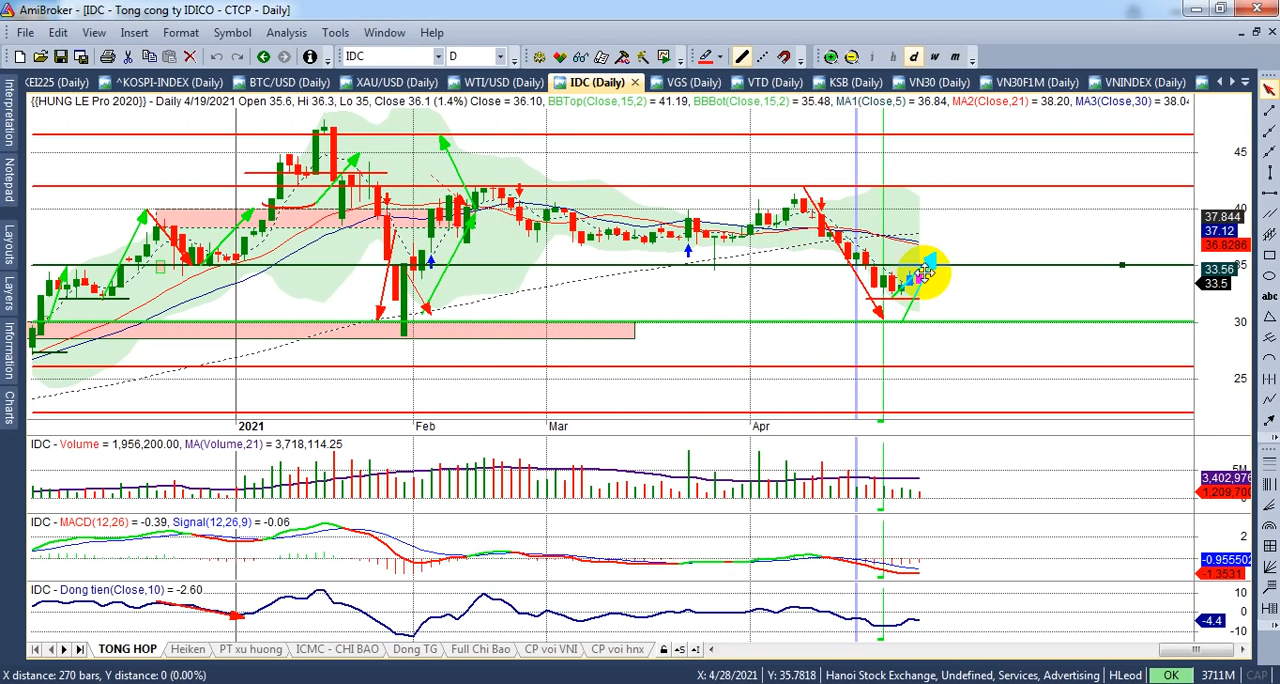 AmiBroker - [IDC - Tong cong ty IDICO - CTCP - Daily]
File Edit View Insert Format Symbol Analysis Tools Window Help
IDC D i h d w m
KEI225 (Daily) ^KOSPI-INDEX (Daily) BTC/USD (Daily) XAU/USD (Daily) WTI/USD (Daily) IDC (Daily) VGS (Daily) VTD (Daily) KSB (Daily) VN30 (Daily) VN30F1M (Daily) VNINDEX (Daily)
{{HUNG LE Pro 2020}} - Daily 4/19/2021 Open 35.6, Hi 36.3, Lo 35, Close 36.1 (1.4%) Close = 36.10, BBTop(Close,15,2) = 41.19, BBBot(Close,15,2) = 35.48, MA1(Close,5) = 36.84, MA2(Close,21) = 38.20, MA3(Close,30) = 38.04
Interpretation
Notepad
Layouts
Layers
Information
Charts
abc
45
40
37.844
37.12
36.8286
35
33.56
33.5
30
25
2021 Feb Mar Apr
IDC - Volume = 1,956,200.00, MA(Volume,21) = 3,718,114.25
5M
3,402,976
1,209,700
IDC - MACD(12,26) = -0.39, Signal(12,26,9) = -0.06
2
-0.955502
-1.3531
IDC - Dong tien(Close,10) = -2.60
10
0
-4.4
-10
TONG HOP Heiken PT xu huong ICMC - CHI BAO Dong TG Full Chi Bao CP voi VNI CP voi hnx
X distance: 270 bars, Y distance: 0 (0.00%) X: 4/28/2021 Y: 35.7818 Hanoi Stock Exchange, Undefined, Services, Advertising HLeod OK 3711M CAP